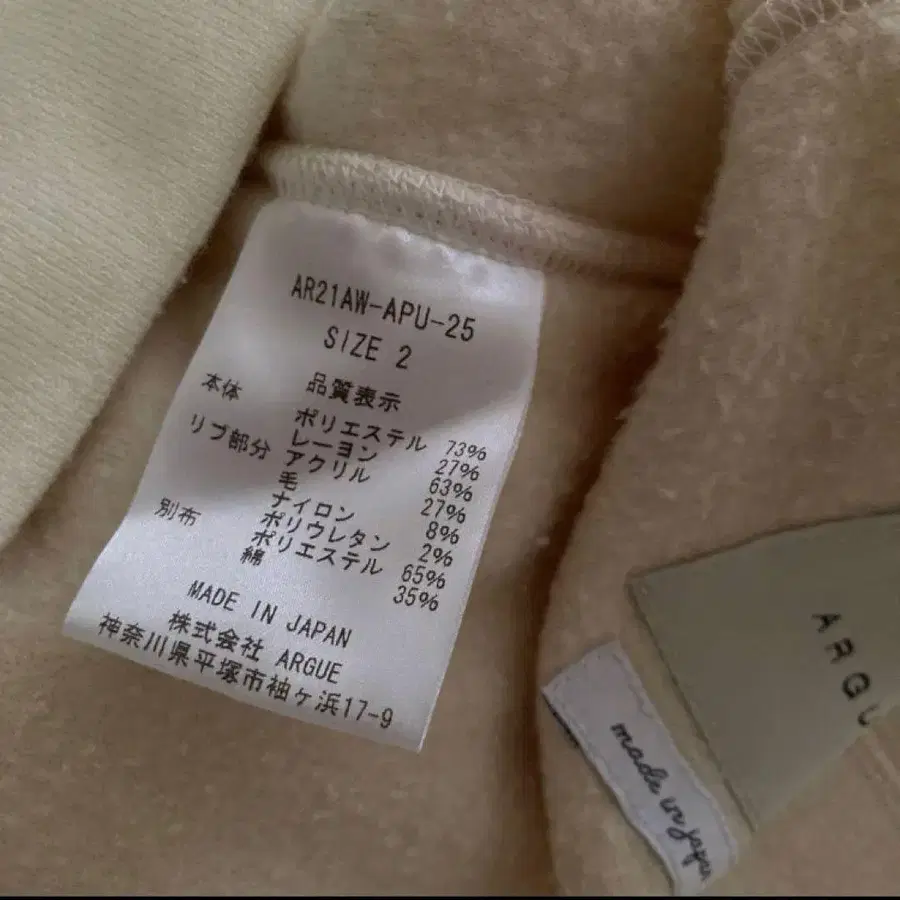 AR21AW-APU-25
SIZE 2
品質表示
本体 ポリエステル 73%
レーヨン 27%
リブ部分 アクリル 63%
毛 27%
ナイロン 8%
ポリウレタン 2%
別布 ポリエステル 65%
綿 35%
MADE IN JAPAN
株式会社 ARGUE
神奈川県平塚市袖ヶ浜17-9
ARGU
made in japan